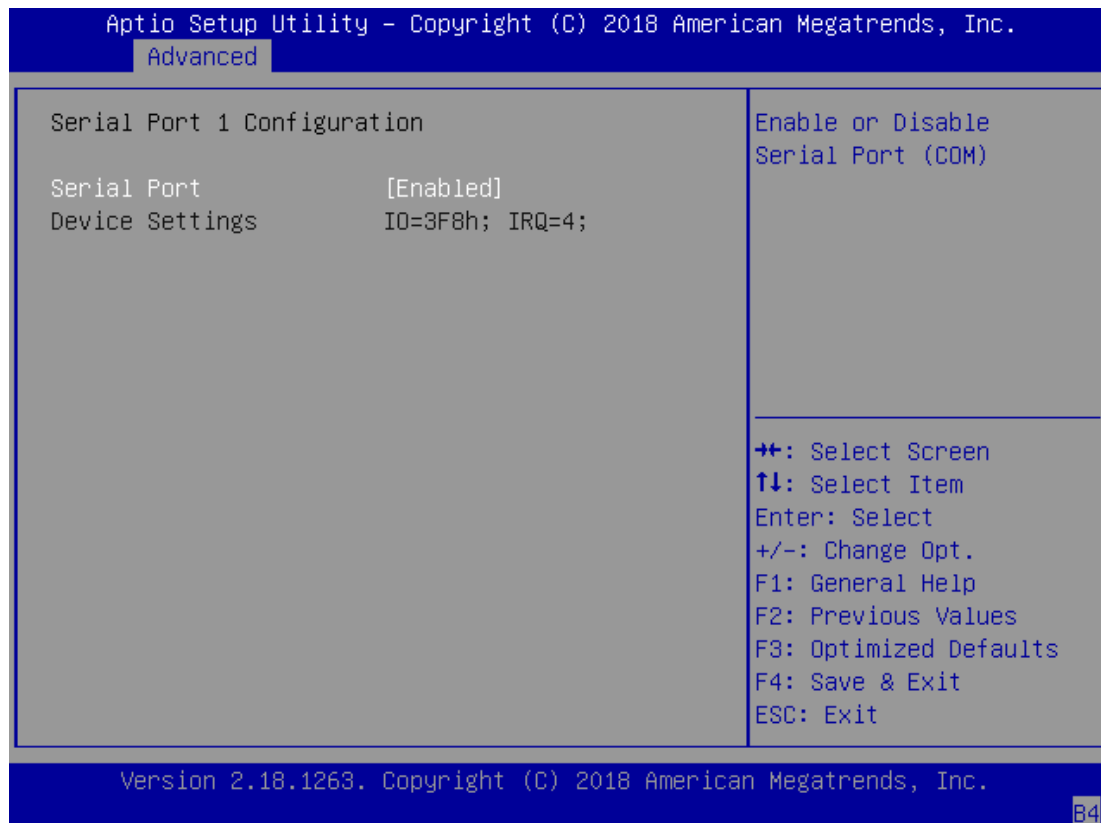 Aptio Setup Utility – Copyright (C) 2018 American Megatrends, Inc.
Advanced
Serial Port 1 Configuration
Serial Port [Enabled]
Device Settings IO=3F8h; IRQ=4;
Enable or Disable
Serial Port (COM)
→←: Select Screen
↑↓: Select Item
Enter: Select
+/-: Change Opt.
F1: General Help
F2: Previous Values
F3: Optimized Defaults
F4: Save & Exit
ESC: Exit
Version 2.18.1263. Copyright (C) 2018 American Megatrends, Inc.
B4